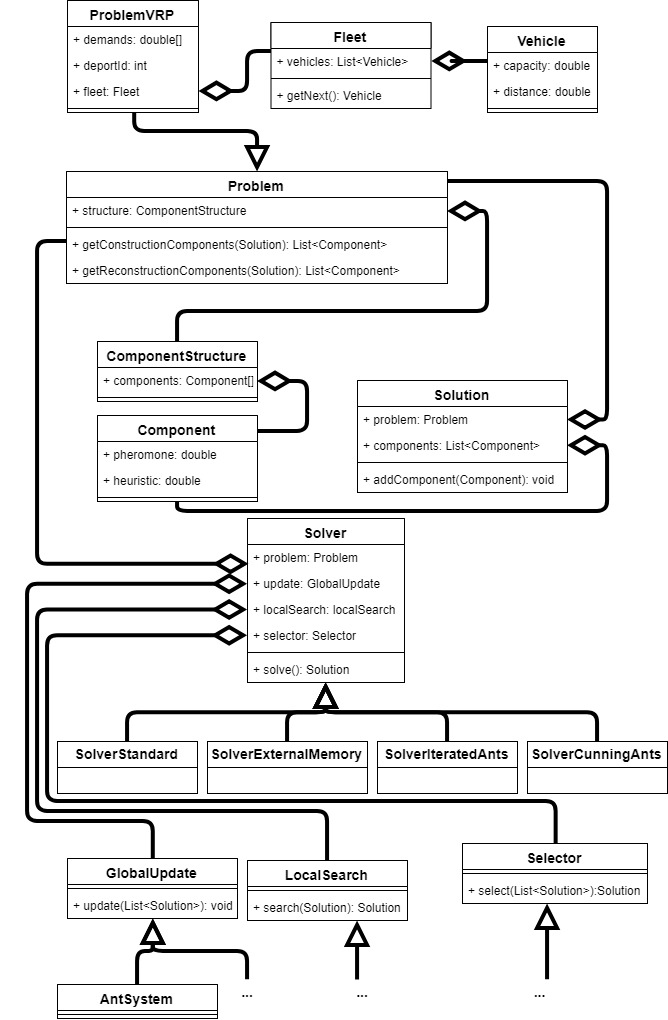 ProblemVRP
+ demands: double[]
+ deportId: int
+ fleet: Fleet
Fleet
+ vehicles: List<Vehicle>
+ getNext(): Vehicle
Vehicle
+ capacity: double
+ distance: double
Problem
+ structure: ComponentStructure
+ getConstructionComponents(Solution): List<Component>
+ getReconstructionComponents(Solution): List<Component>
ComponentStructure
+ components: Component[]
Component
+ pheromone: double
+ heuristic: double
Solution
+ problem: Problem
+ components: List<Component>
+ addComponent(Component): void
Solver
+ problem: Problem
+ update: GlobalUpdate
+ localSearch: localSearch
+ selector: Selector
+ solve(): Solution
SolverStandard
SolverExternalMemory
SolverIteratedAnts
SolverCunningAnts
GlobalUpdate
+ update(List<Solution>): void
LocalSearch
+ search(Solution): Solution
Selector
+ select(List<Solution>):Solution
AntSystem
...
...
...